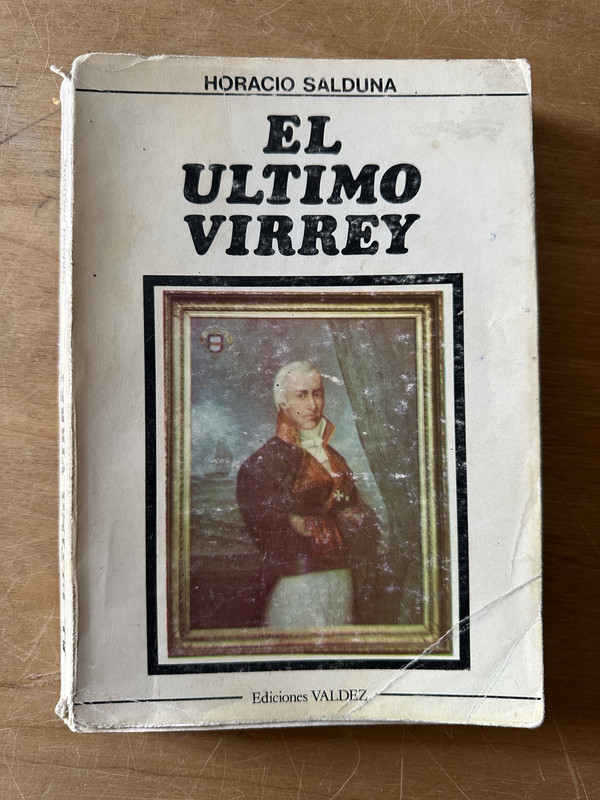 HORACIO SALDUNA
EL
ULTIMO
VIRREY
Ediciones VALDEZ